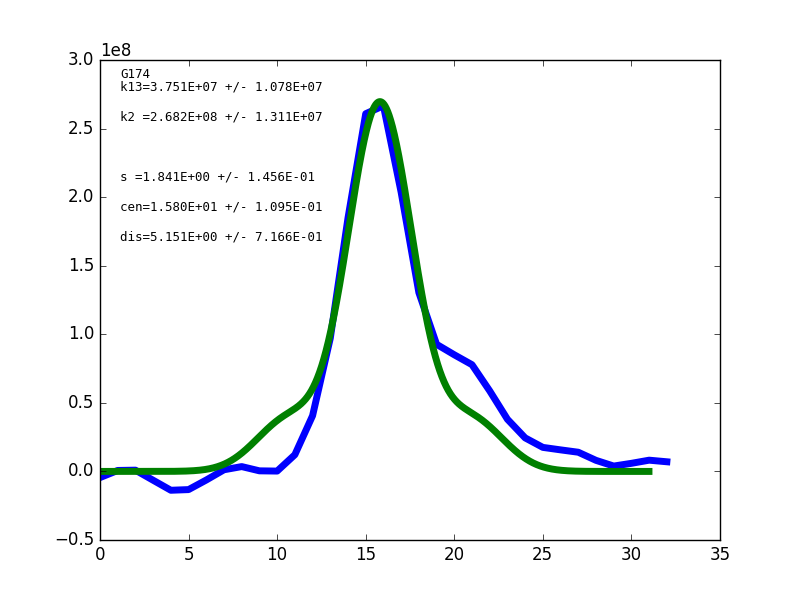 1e8
G174
k13=3.751E+07 +/- 1.078E+07
k2 =2.682E+08 +/- 1.311E+07
s =1.841E+00 +/- 1.456E-01
cen=1.580E+01 +/- 1.095E-01
dis=5.151E+00 +/- 7.166E-01
3.0
2.5
2.0
1.5
1.0
0.5
0.0
−0.5
0 5 10 15 20 25 30 35